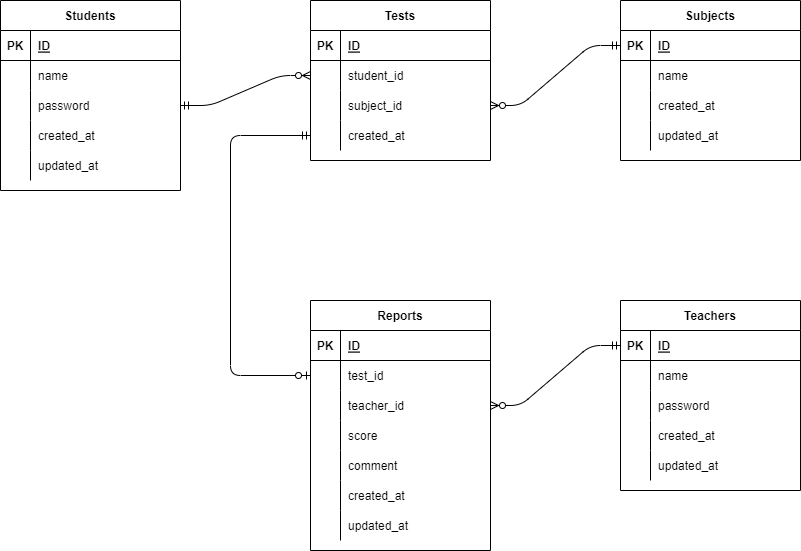 Students
PK ID
name
password
created_at
updated_at
Tests
PK ID
student_id
subject_id
created_at
Subjects
PK ID
name
created_at
updated_at
Reports
PK ID
test_id
teacher_id
score
comment
created_at
updated_at
Teachers
PK ID
name
password
created_at
updated_at